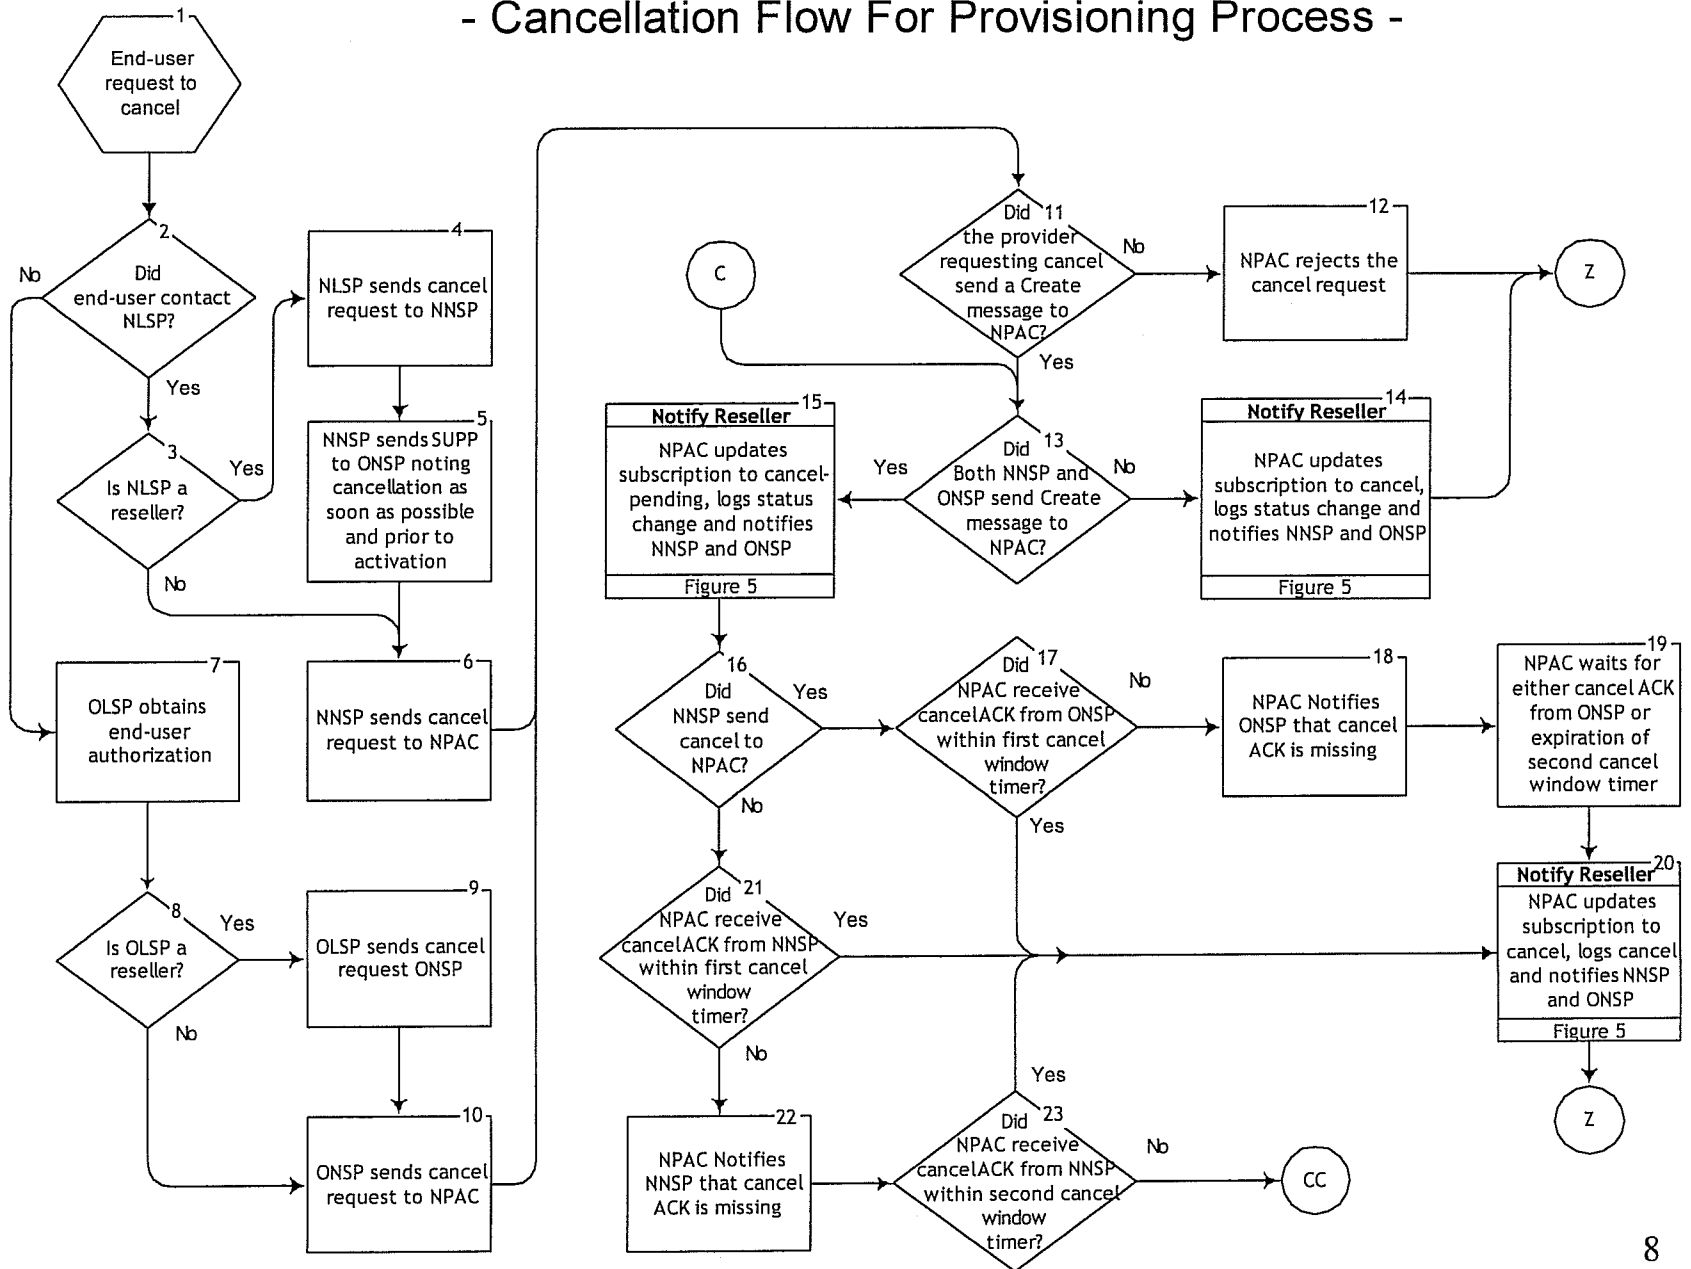 - Cancellation Flow For Provisioning Process -
1
End-user
request to
cancel
2
Did
end-user contact
NLSP?
No
Yes
3
Is NLSP a
reseller?
Yes
No
4
NLSP sends cancel
request to NNSP
5
NNSP sends SUPP
to ONSP noting
cancellation as
soon as possible
and prior to
activation
6
NNSP sends cancel
request to NPAC
7
OLSP obtains
end-user
authorization
8
Is OLSP a
reseller?
Yes
No
9
OLSP sends cancel
request ONSP
10
ONSP sends cancel
request to NPAC
11
Did
the provider
requesting cancel
send a Create
message to
NPAC?
No
Yes
12
NPAC rejects the
cancel request
Z
C
13
Did
Both NNSP and
ONSP send Create
message to
NPAC?
Yes
No
14
Notify Reseller
NPAC updates
subscription to cancel,
logs status change and
notifies NNSP and ONSP
Figure 5
15
Notify Reseller
NPAC updates
subscription to cancel-
pending, logs status
change and notifies
NNSP and ONSP
Figure 5
16
Did
NNSP send
cancel to
NPAC?
Yes
No
17
Did
NPAC receive
cancel ACK from ONSP
within first cancel
window
timer?
No
Yes
18
NPAC Notifies
ONSP that cancel
ACK is missing
19
NPAC waits for
either cancel ACK
from ONSP or
expiration of
second cancel
window timer
20
Notify Reseller
NPAC updates
subscription to
cancel, logs cancel
and notifies NNSP
and ONSP
Figure 5
Z
21
Did
NPAC receive
cancel ACK from NNSP
within first cancel
window
timer?
Yes
No
22
NPAC Notifies
NNSP that cancel
ACK is missing
23
Did
NPAC receive
cancel ACK from NNSP
within second cancel
window
timer?
Yes
No
CC
8